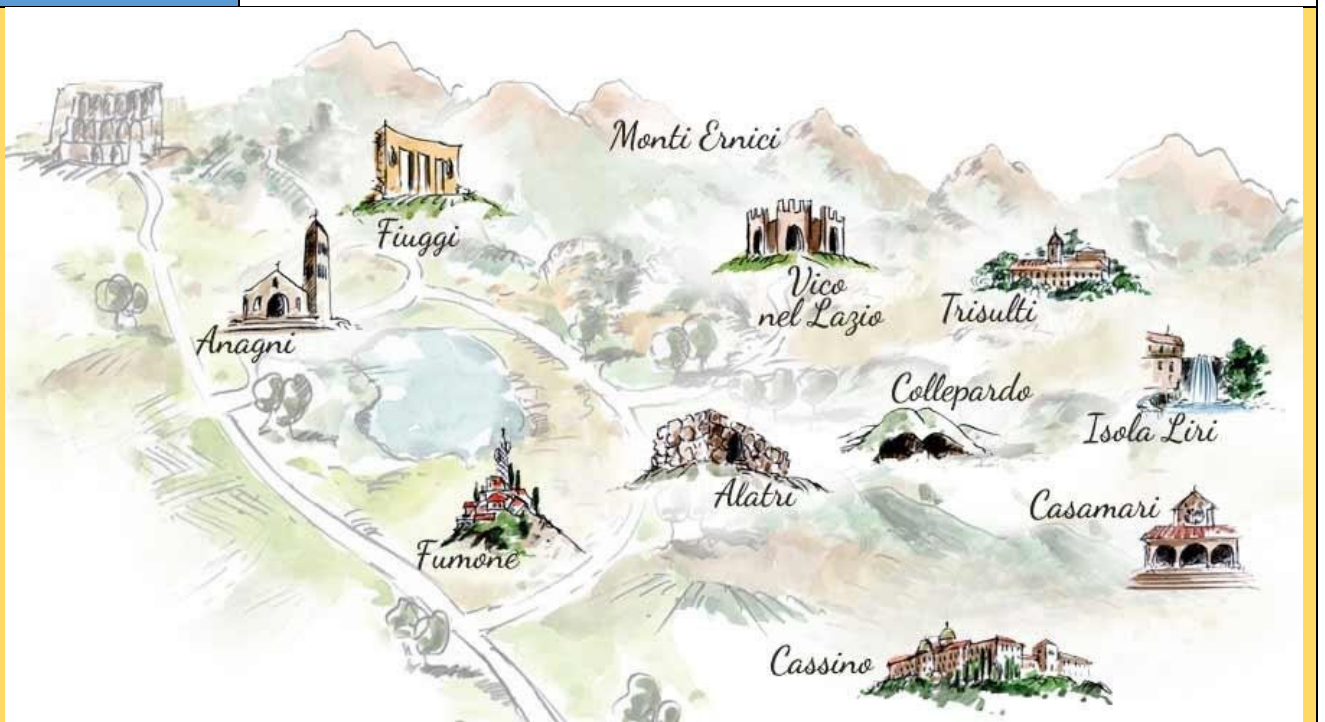 Monti Ernici
Fiuggi
Vico
nel Lazio
Trisulti
Anagni
Collepardo
Isola Liri
Alatri
Casamari
Fumone
Cassino